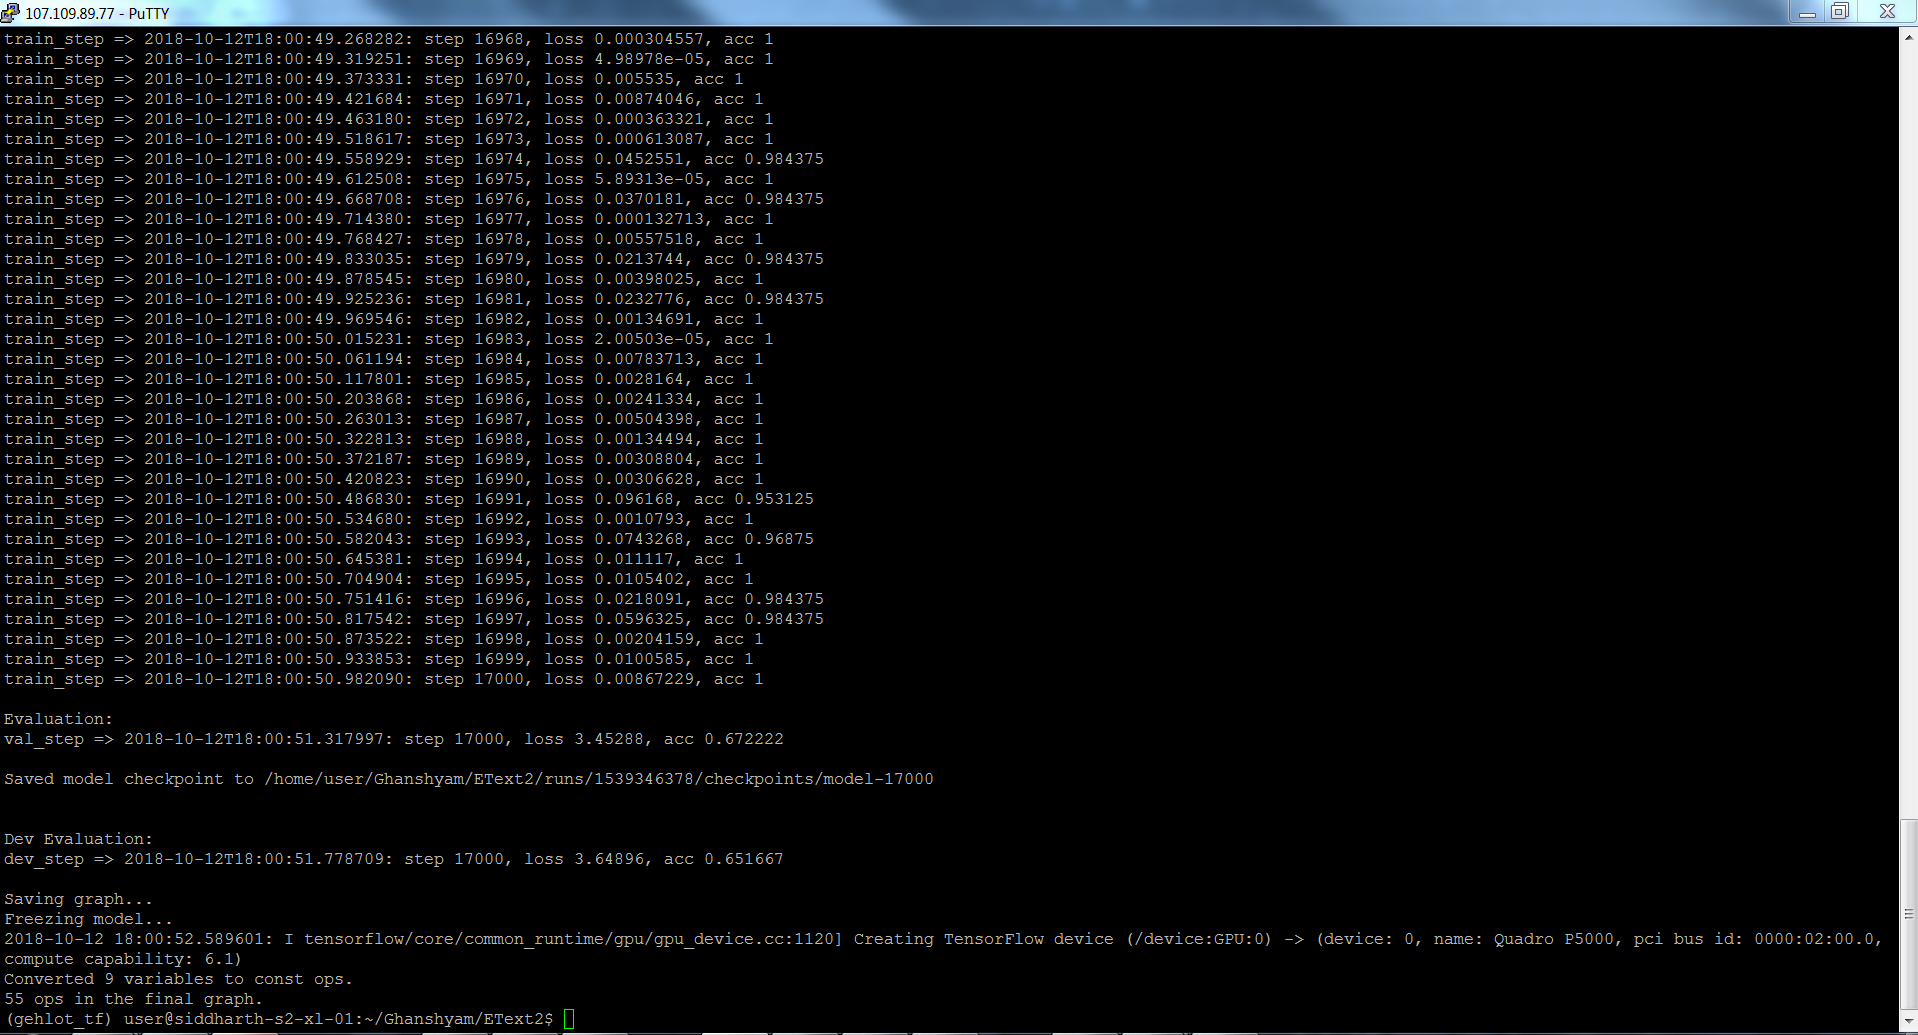 107.109.89.77 - PuTTY
train_step => 2018-10-12T18:00:49.268282: step 16968, loss 0.000304557, acc 1
train_step => 2018-10-12T18:00:49.319251: step 16969, loss 4.98978e-05, acc 1
train_step => 2018-10-12T18:00:49.373331: step 16970, loss 0.005535, acc 1
train_step => 2018-10-12T18:00:49.421684: step 16971, loss 0.00874046, acc 1
train_step => 2018-10-12T18:00:49.463180: step 16972, loss 0.000363321, acc 1
train_step => 2018-10-12T18:00:49.518617: step 16973, loss 0.000613087, acc 1
train_step => 2018-10-12T18:00:49.558929: step 16974, loss 0.0452551, acc 0.984375
train_step => 2018-10-12T18:00:49.612508: step 16975, loss 5.89313e-05, acc 1
train_step => 2018-10-12T18:00:49.668708: step 16976, loss 0.0370181, acc 0.984375
train_step => 2018-10-12T18:00:49.714380: step 16977, loss 0.000132713, acc 1
train_step => 2018-10-12T18:00:49.768427: step 16978, loss 0.00557518, acc 1
train_step => 2018-10-12T18:00:49.833035: step 16979, loss 0.0213744, acc 0.984375
train_step => 2018-10-12T18:00:49.878545: step 16980, loss 0.00398025, acc 1
train_step => 2018-10-12T18:00:49.925236: step 16981, loss 0.0232776, acc 0.984375
train_step => 2018-10-12T18:00:49.969546: step 16982, loss 0.00134691, acc 1
train_step => 2018-10-12T18:00:50.015231: step 16983, loss 2.00503e-05, acc 1
train_step => 2018-10-12T18:00:50.061194: step 16984, loss 0.00783713, acc 1
train_step => 2018-10-12T18:00:50.117801: step 16985, loss 0.0028164, acc 1
train_step => 2018-10-12T18:00:50.203868: step 16986, loss 0.00241334, acc 1
train_step => 2018-10-12T18:00:50.263013: step 16987, loss 0.00504398, acc 1
train_step => 2018-10-12T18:00:50.322813: step 16988, loss 0.00134494, acc 1
train_step => 2018-10-12T18:00:50.372187: step 16989, loss 0.00308804, acc 1
train_step => 2018-10-12T18:00:50.420823: step 16990, loss 0.00306628, acc 1
train_step => 2018-10-12T18:00:50.486830: step 16991, loss 0.096168, acc 0.953125
train_step => 2018-10-12T18:00:50.534680: step 16992, loss 0.0010793, acc 1
train_step => 2018-10-12T18:00:50.582043: step 16993, loss 0.0743268, acc 0.96875
train_step => 2018-10-12T18:00:50.645381: step 16994, loss 0.011117, acc 1
train_step => 2018-10-12T18:00:50.704904: step 16995, loss 0.0105402, acc 1
train_step => 2018-10-12T18:00:50.751416: step 16996, loss 0.0218091, acc 0.984375
train_step => 2018-10-12T18:00:50.817542: step 16997, loss 0.0596325, acc 0.984375
train_step => 2018-10-12T18:00:50.873522: step 16998, loss 0.00204159, acc 1
train_step => 2018-10-12T18:00:50.933853: step 16999, loss 0.0100585, acc 1
train_step => 2018-10-12T18:00:50.982090: step 17000, loss 0.00867229, acc 1
Evaluation:
val_step => 2018-10-12T18:00:51.317997: step 17000, loss 3.45288, acc 0.672222
Saved model checkpoint to /home/user/Ghanshyam/EText2/runs/1539346378/checkpoints/model-17000
Dev Evaluation:
dev_step => 2018-10-12T18:00:51.778709: step 17000, loss 3.64896, acc 0.651667
Saving graph...
Freezing model...
2018-10-12 18:00:52.589601: I tensorflow/core/common_runtime/gpu/gpu_device.cc:1120] Creating TensorFlow device (/device:GPU:0) -> (device: 0, name: Quadro P5000, pci bus id: 0000:02:00.0,
compute capability: 6.1)
Converted 9 variables to const ops.
55 ops in the final graph.
(gehlot_tf) user@siddharth-s2-xl-01:~/Ghanshyam/EText2$